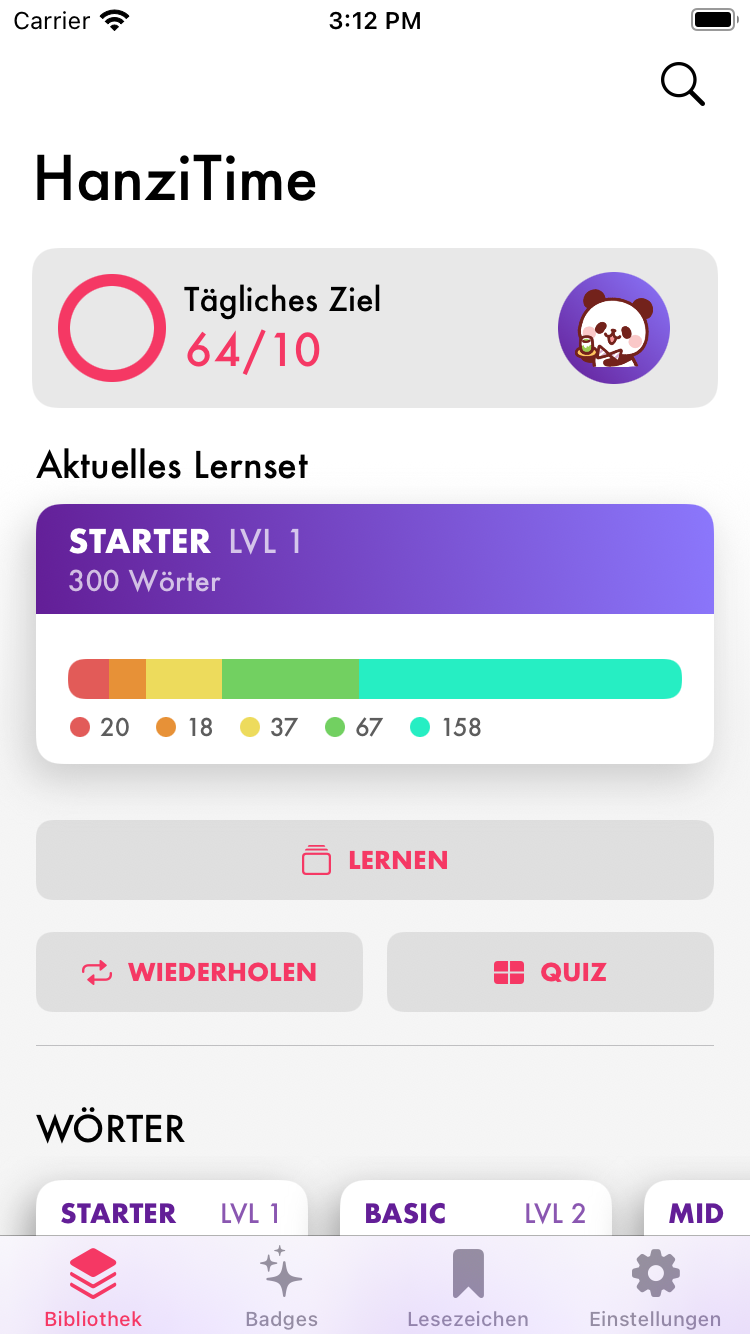 Carrier 3:12 PM
HanziTime
Tägliches Ziel
64/10
Aktuelles Lernset
STARTER LVL 1
300 Wörter
20 18 37 67 158
LERNEN
WIEDERHOLEN QUIZ
WÖRTER
STARTER LVL 1 BASIC LVL 2 MID
Bibliothek Badges Lesezeichen Einstellungen